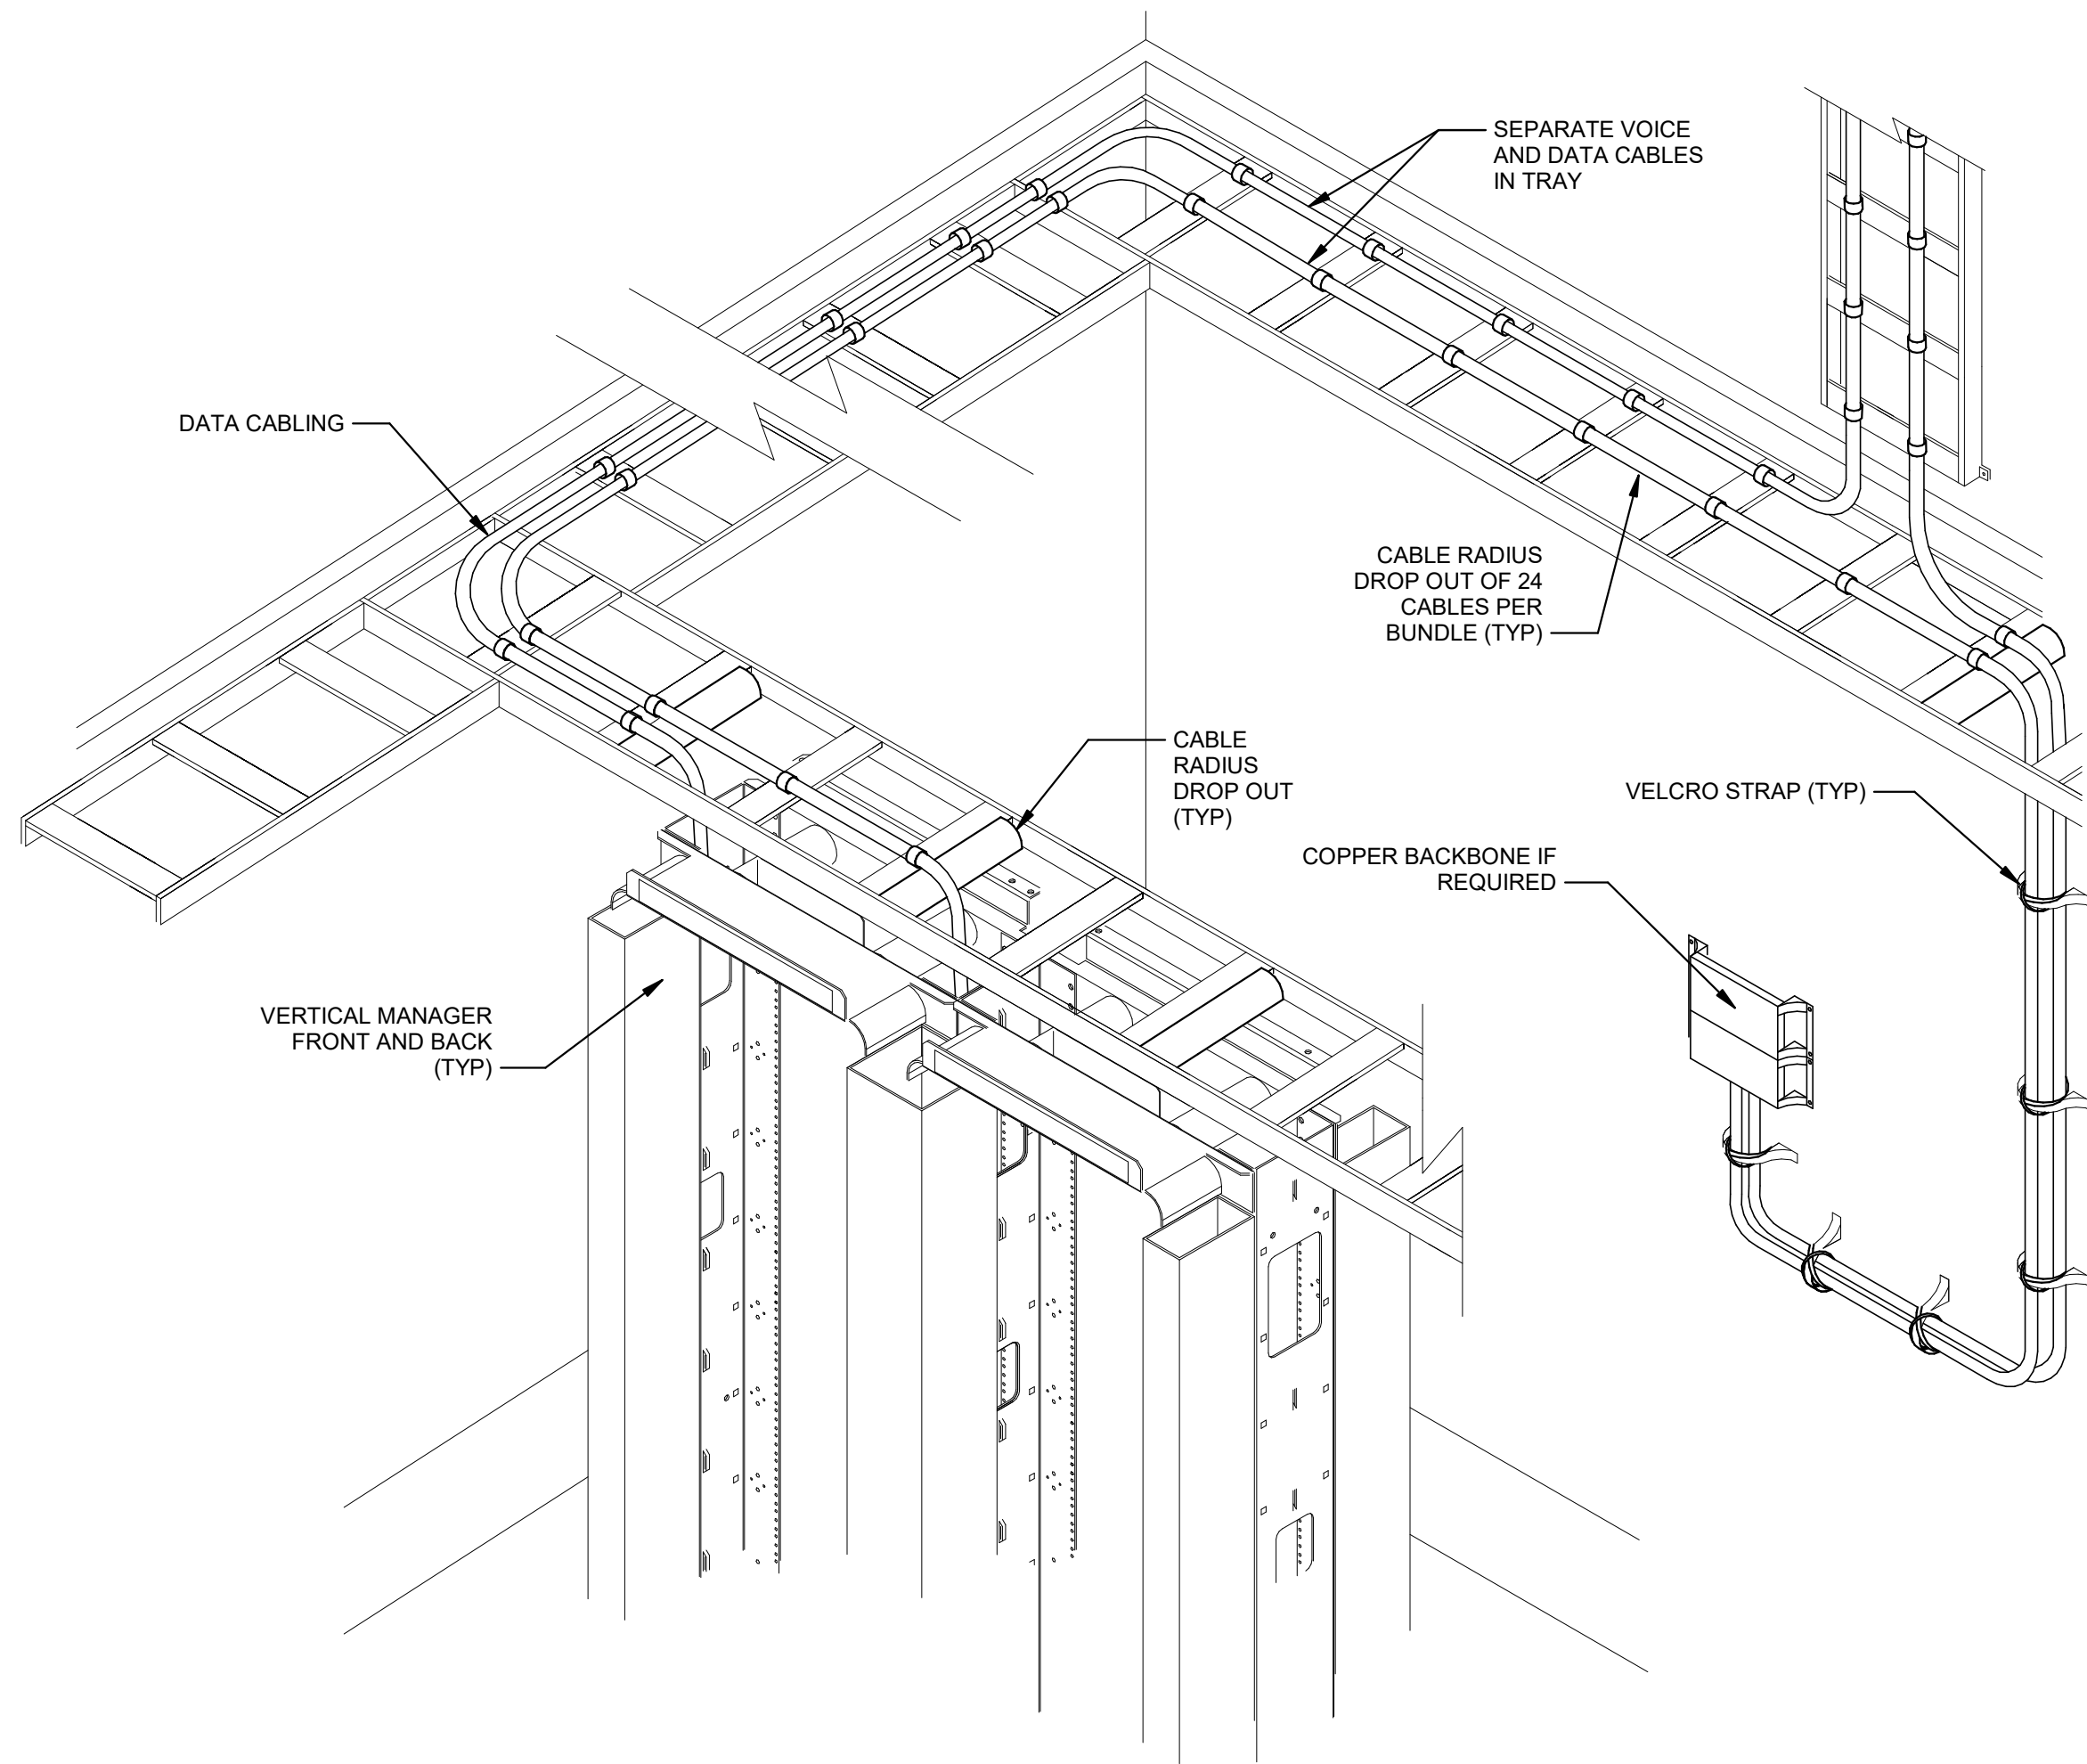 SEPARATE VOICE
AND DATA CABLES
IN TRAY
DATA CABLING
CABLE RADIUS
DROP OUT OF 24
CABLES PER
BUNDLE (TYP)
CABLE
RADIUS
DROP OUT
(TYP)
VELCRO STRAP (TYP)
COPPER BACKBONE IF
REQUIRED
VERTICAL MANAGER
FRONT AND BACK
(TYP)